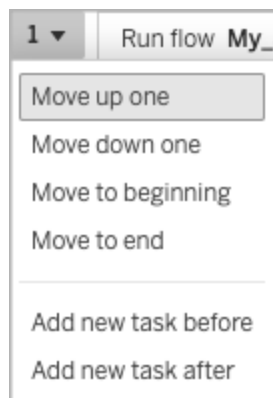 1 ▼ Run flow My_
Move up one
Move down one
Move to beginning
Move to end
Add new task before
Add new task after